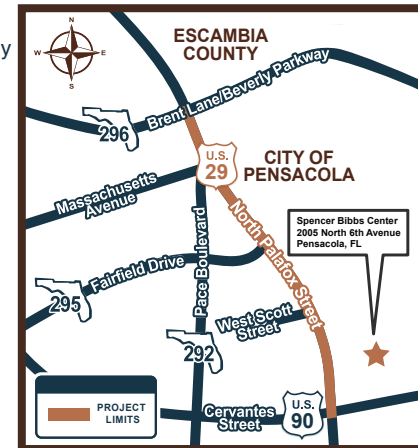 y
N
W
E
S
ESCAMBIA
COUNTY
Brent Lane/Beverly Parkway
296
U.S.
29
CITY OF
PENSACOLA
Massachusetts
Avenue
Pace Boulevard
North Palafox Street
Spencer Bibbs Center
2005 North 6th Avenue
Pensacola, FL
Fairfield Drive
295
West Scott
Street
292
PROJECT
LIMITS
Cervantes
Street
U.S.
90